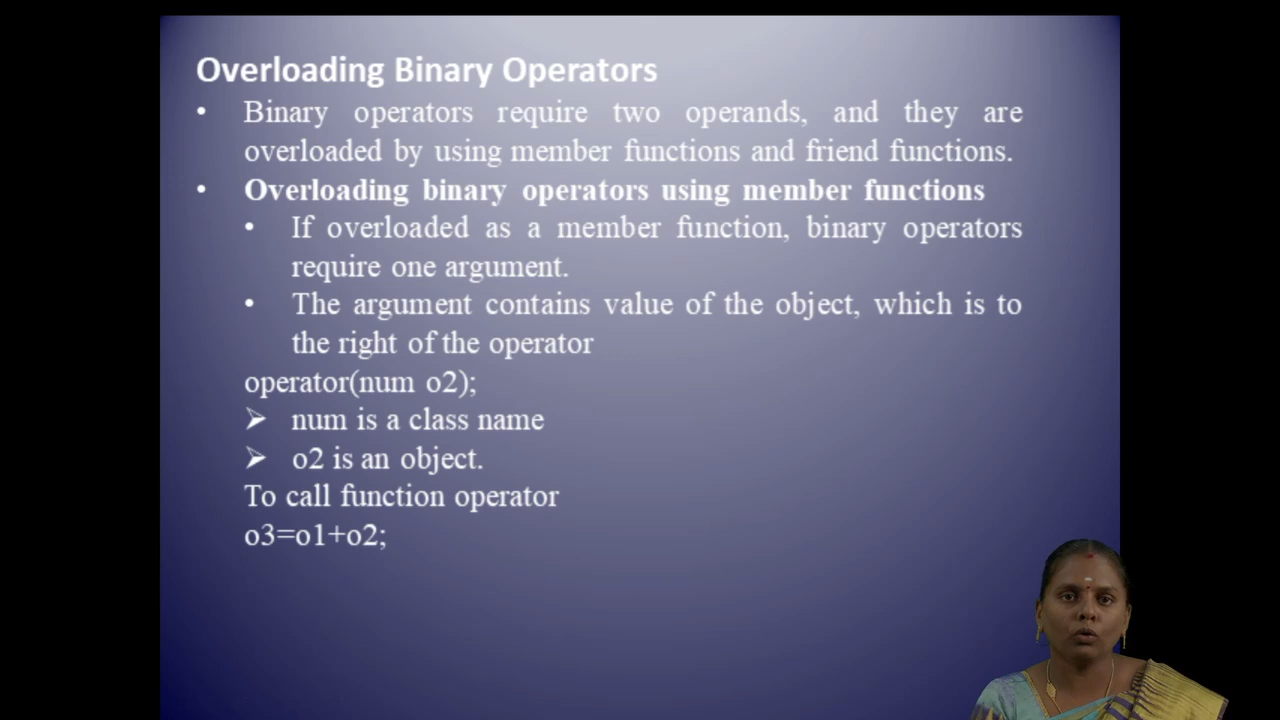 Overloading Binary Operators
• Binary operators require two operands, and they are
overloaded by using member functions and friend functions.
• Overloading binary operators using member functions
• If overloaded as a member function, binary operators
require one argument.
• The argument contains value of the object, which is to
the right of the operator
operator(num o2);
➢ num is a class name
➢ o2 is an object.
To call function operator
o3=o1+o2;